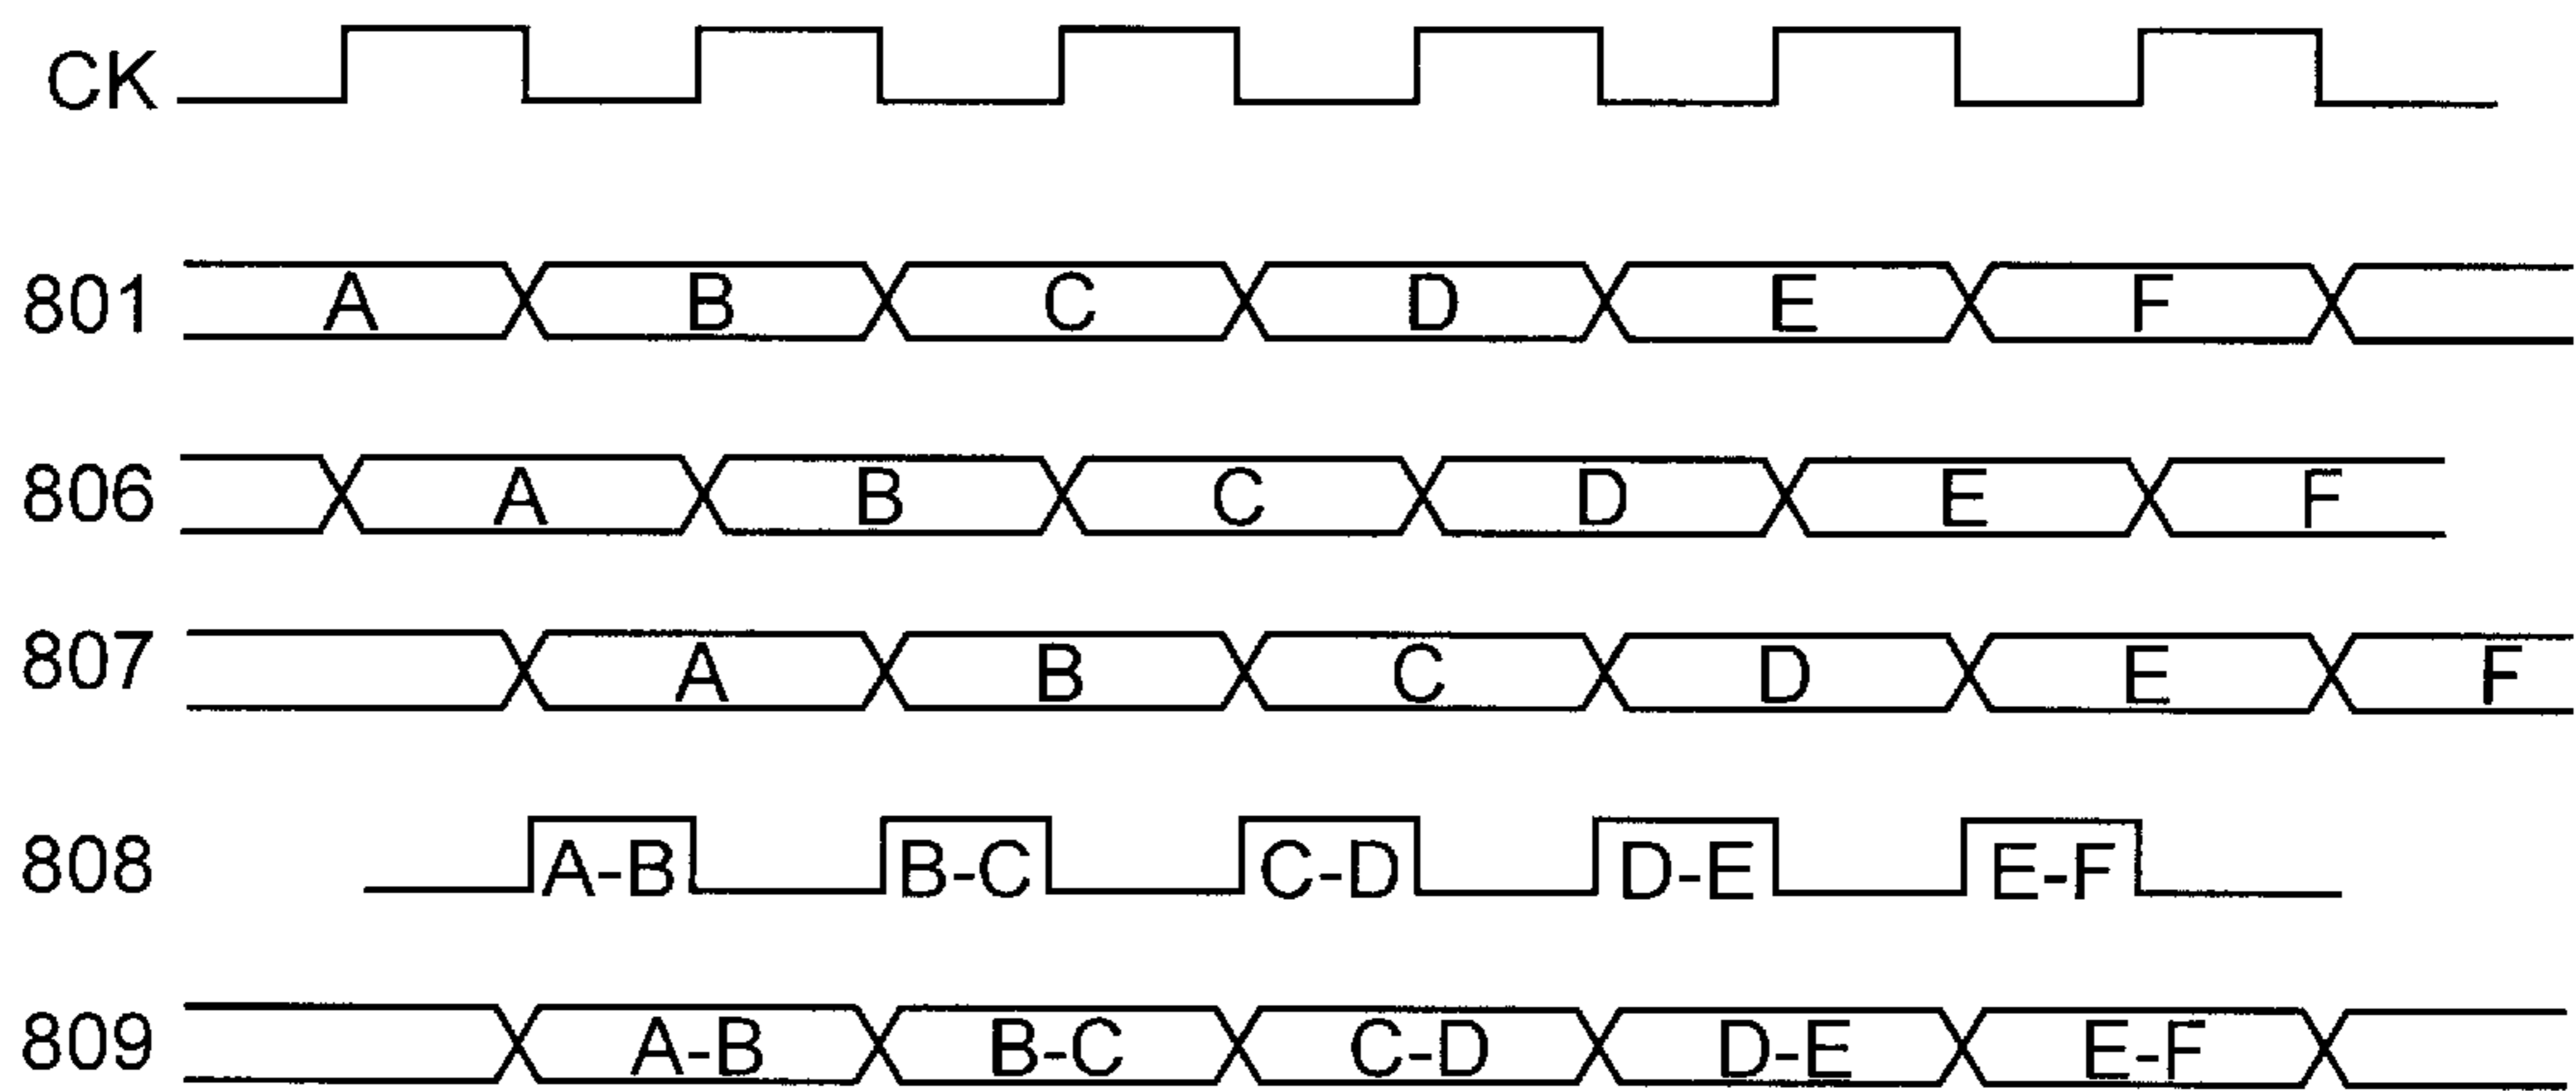 CK
801 A B C D E F
806 A B C D E F
807 A B C D E F
808 A-B B-C C-D D-E E-F
809 A-B B-C C-D D-E E-F